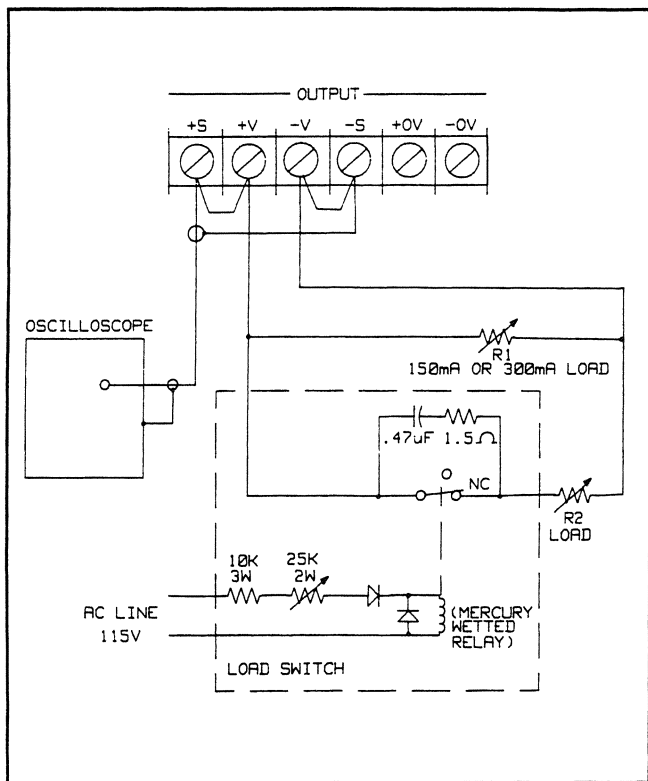 OUTPUT
+S +V -V -S +OV -OV
OSCILLOSCOPE
R1
150mA OR 300mA LOAD
.47uF 1.5Ω
NC
R2
LOAD
10K 25K
3W 2W
AC LINE
115V
(MERCURY
WETTED
RELAY)
LOAD SWITCH